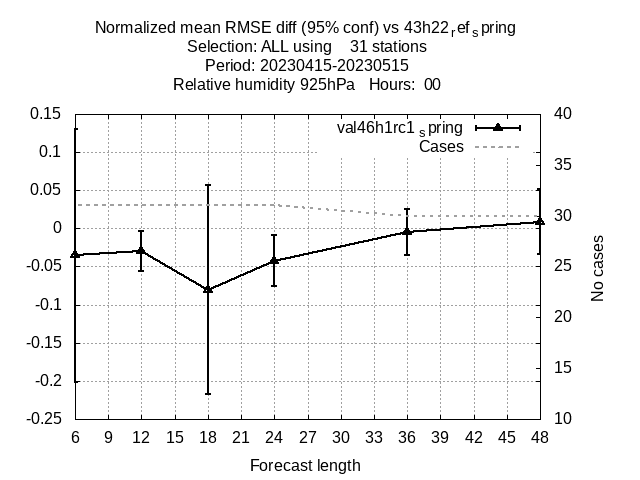 Normalized mean RMSE diff (95% conf) vs 43h22refspring
Selection: ALL using 31 stations
Period: 20230415-20230515
Relative humidity 925hPa Hours: 00
val46h1rc1spring
Cases
0.15
0.1
0.05
0
-0.05
-0.1
-0.15
-0.2
-0.25
40
35
30
25
20
15
10
No cases
6 9 12 15 18 21 24 27 30 33 36 39 42 45 48
Forecast length